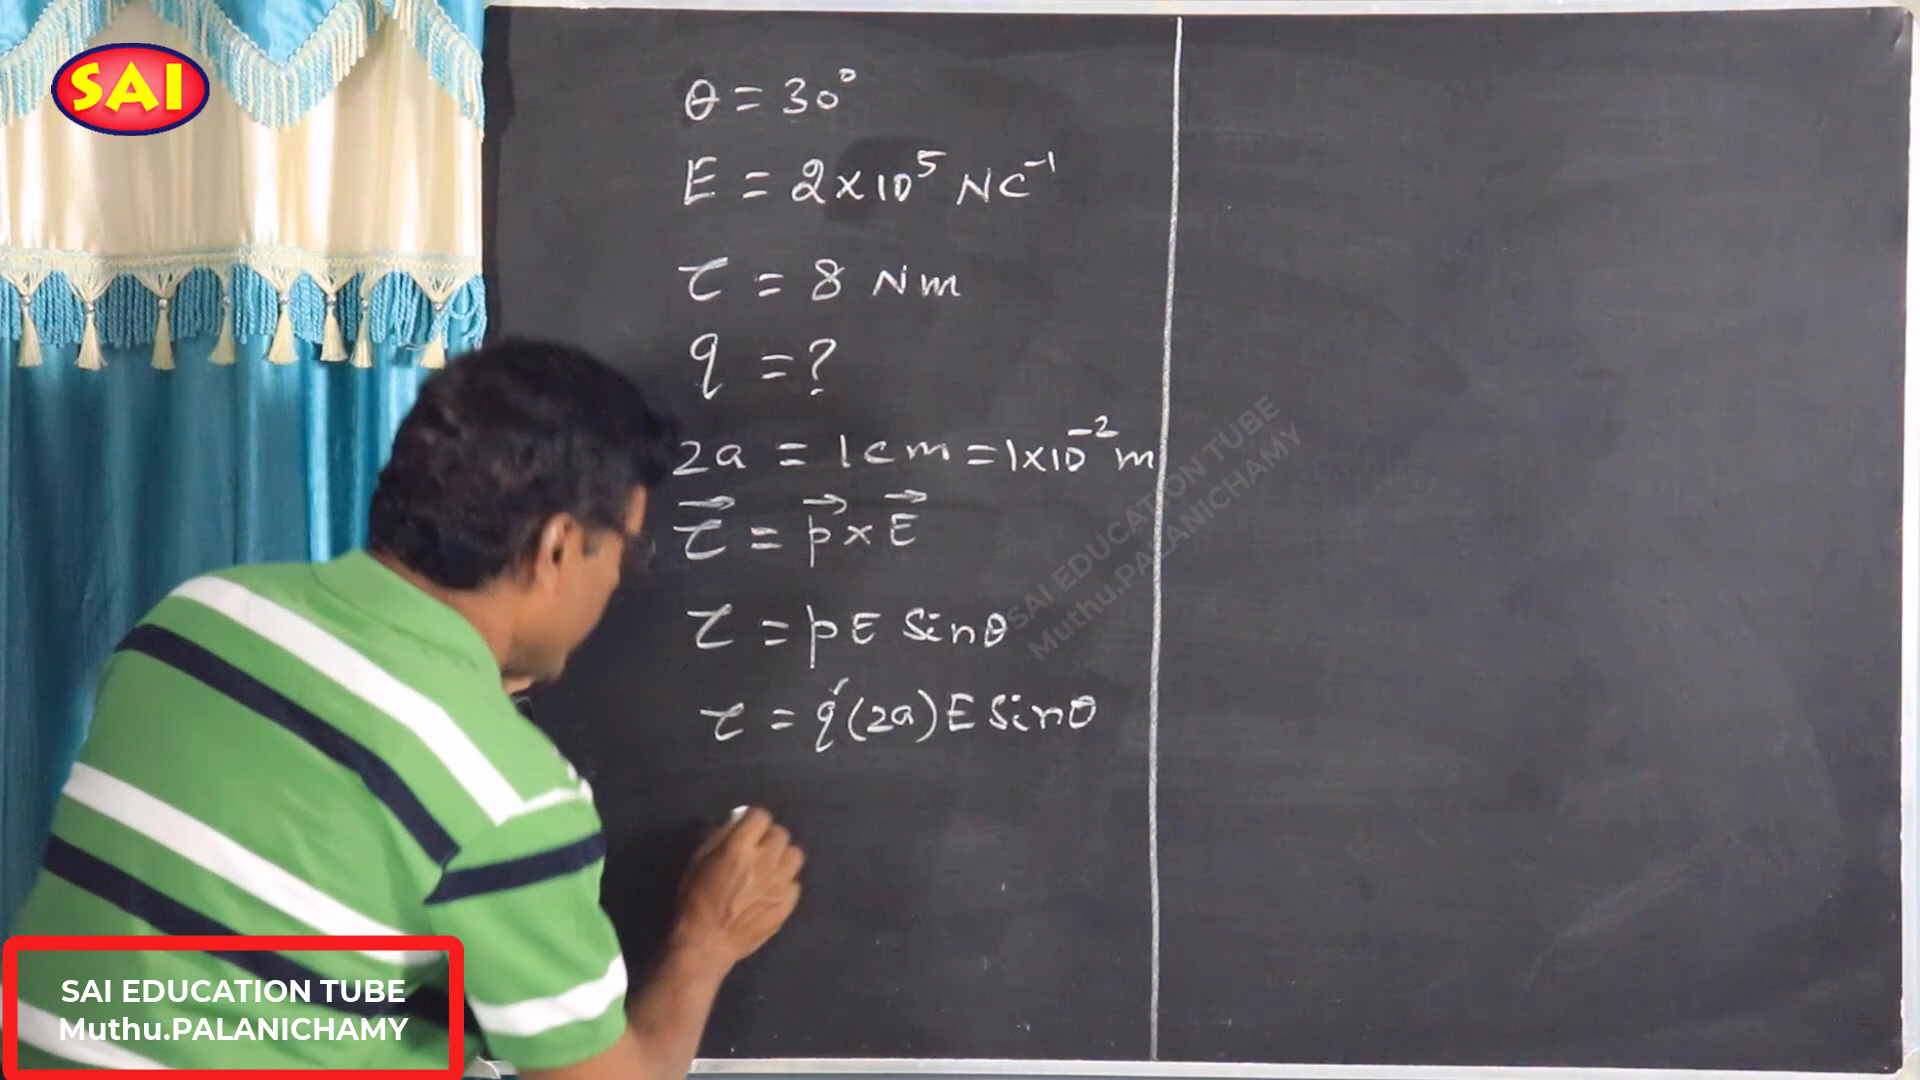 SAI
θ = 30°
E = 2×10⁵ NC⁻¹
τ = 8 Nm
q = ?
2a = 1cm = 1×10⁻² m
τ⃗ = p⃗ × E⃗
τ = pE Sinθ
τ = q(2a) E Sinθ
SAI EDUCATION TUBE
Muthu.PALANICHAMY
SAI EDUCATION TUBE
Muthu.PALANICHAMY